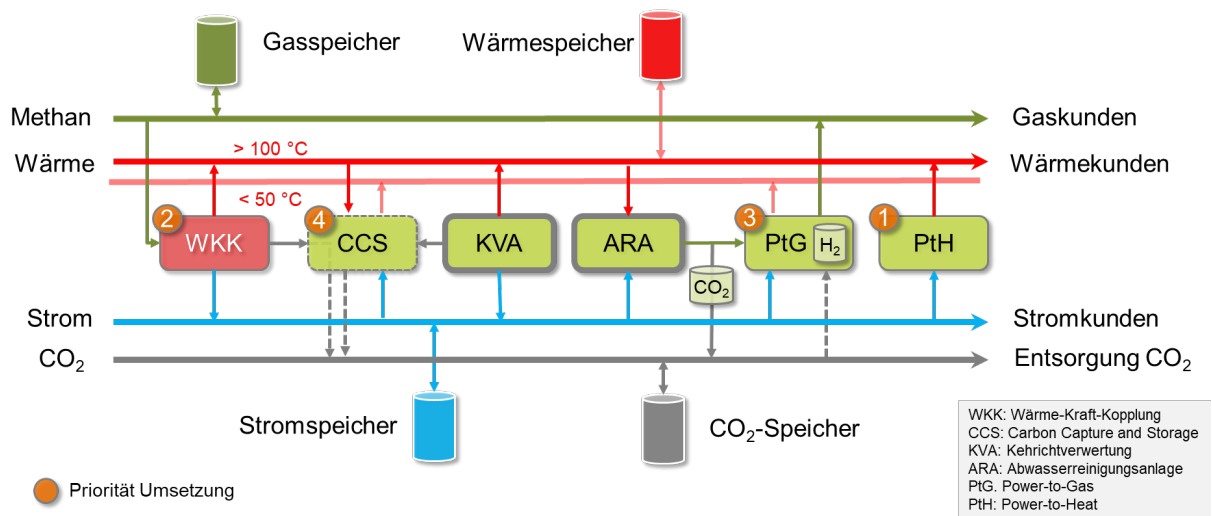 Gasspeicher
Wärmespeicher
Methan
Gaskunden
> 100 °C
Wärme
Wärmekunden
< 50 °C
2
4
3
1
WKK
CCS
KVA
ARA
PtG
H₂
PtH
CO₂
Strom
Stromkunden
CO₂
Entsorgung CO₂
Stromspeicher
CO₂-Speicher
WKK: Wärme-Kraft-Kopplung
CCS: Carbon Capture and Storage
KVA: Kehrichtverwertung
ARA: Abwasserreinigungsanlage
PtG. Power-to-Gas
PtH: Power-to-Heat
Priorität Umsetzung